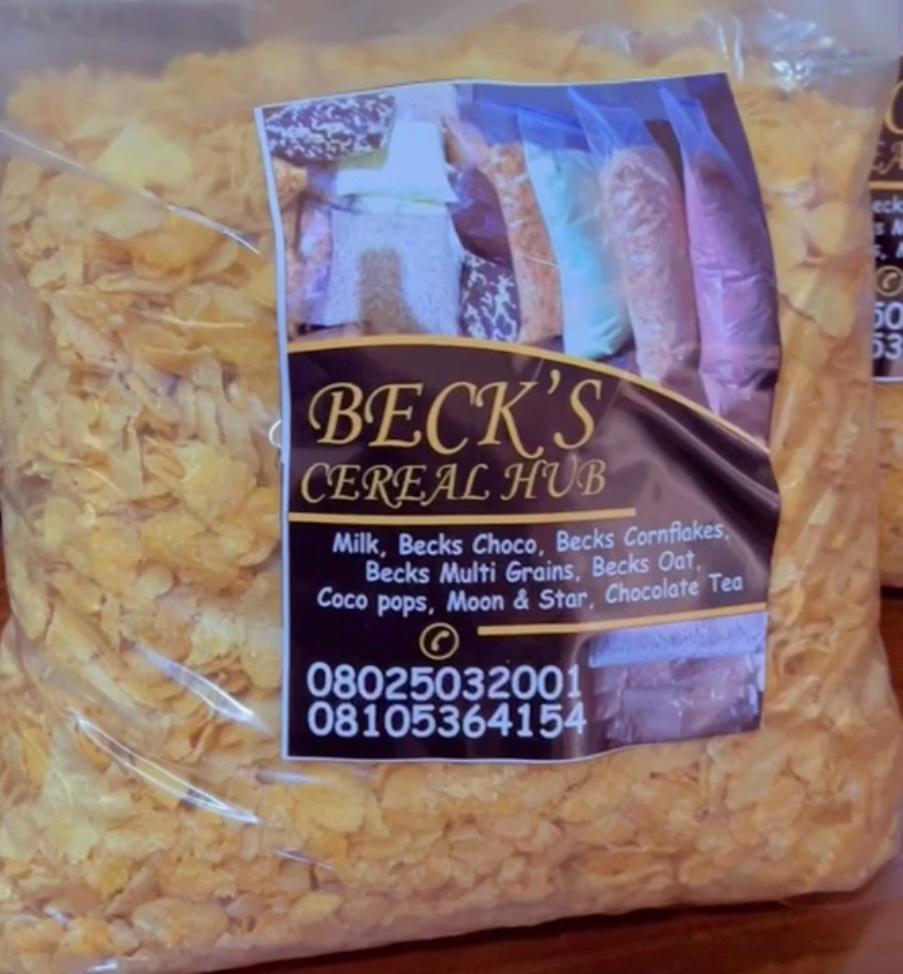 BECK'S
CEREAL HUB
Milk, Becks Choco, Becks Cornflakes,
Becks Multi Grains, Becks Oat,
Coco pops, Moon & Star, Chocolate Tea
08025032001
08105364154